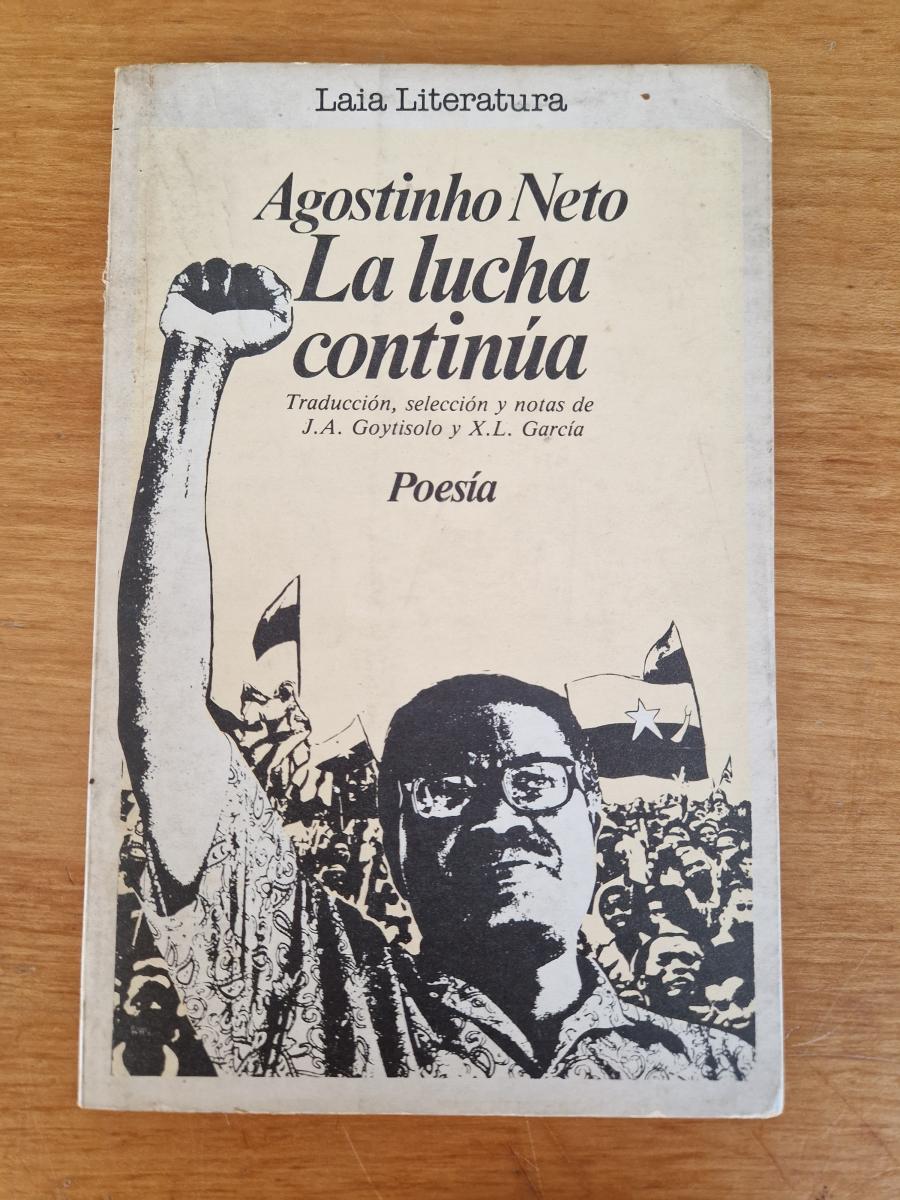 Laia Literatura
Agostinho Neto
La lucha
continúa
Traducción, selección y notas de
J.A. Goytisolo y X.L. García
Poesía